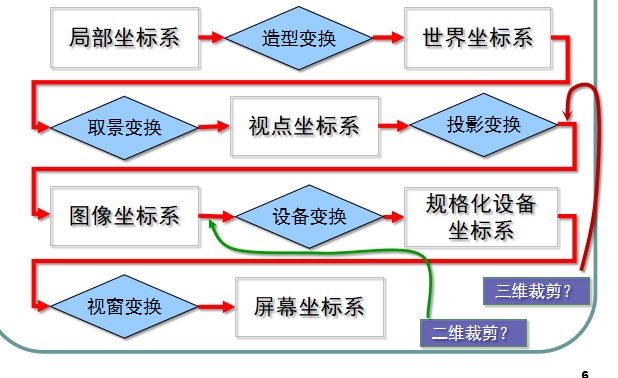 局部坐标系
造型变换
世界坐标系
取景变换
视点坐标系
投影变换
图像坐标系
设备变换
规格化设备
坐标系
三维裁剪?
视窗变换
屏幕坐标系
二维裁剪?
6